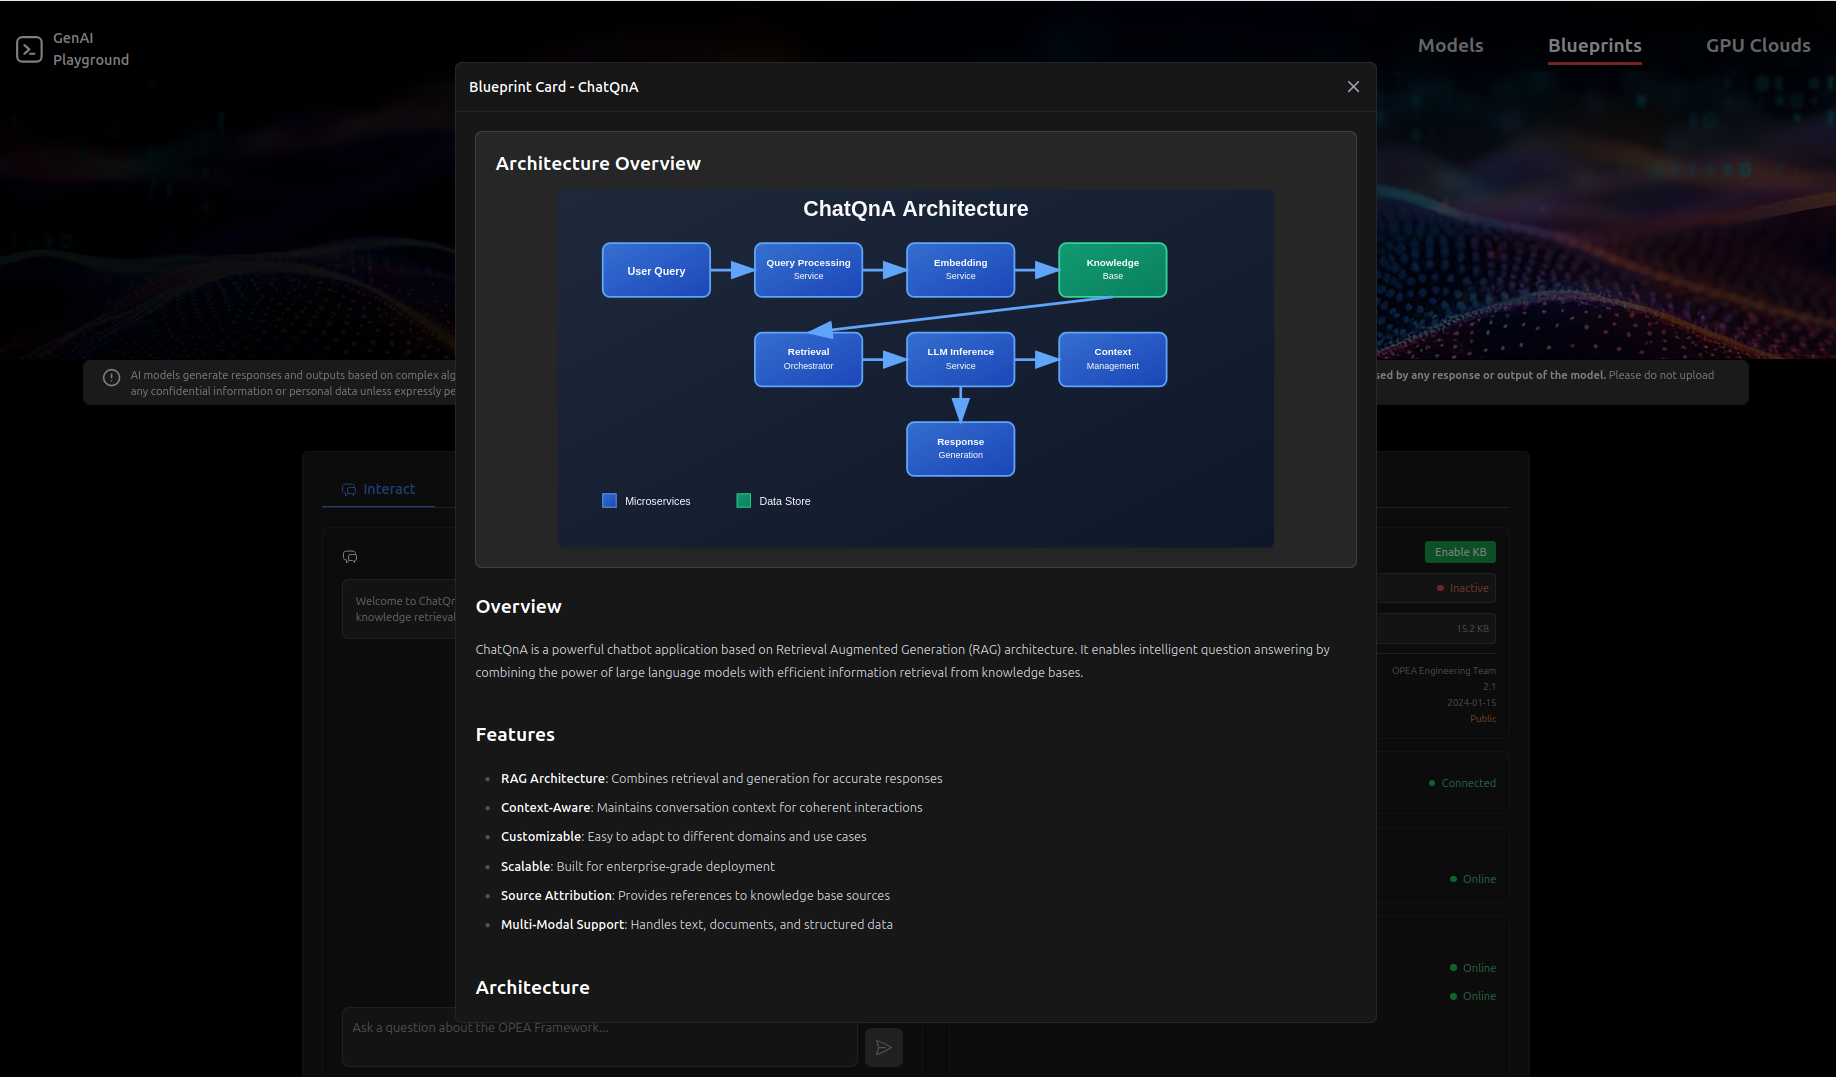 GenAI
Playground
Models
Blueprints
GPU Clouds
Blueprint Card - ChatQnA
Architecture Overview
ChatQnA Architecture
User Query
Query Processing
Service
Embedding
Service
Knowledge
Base
Retrieval
Orchestrator
LLM Inference
Service
Context
Management
Response
Generation
Microservices
Data Store
AI models generate responses and outputs based on complex alg
any confidential information or personal data unless expressly pe
sed by any response or output of the model. Please do not upload
Interact
Welcome to ChatQn
knowledge retrieval
Enable KB
Inactive
15.2 KB
OPEA Engineering Team
2.1
2024-01-15
Public
Connected
Online
Online
Online
Overview
ChatQnA is a powerful chatbot application based on Retrieval Augmented Generation (RAG) architecture. It enables intelligent question answering by
combining the power of large language models with efficient information retrieval from knowledge bases.
Features
RAG Architecture: Combines retrieval and generation for accurate responses
Context-Aware: Maintains conversation context for coherent interactions
Customizable: Easy to adapt to different domains and use cases
Scalable: Built for enterprise-grade deployment
Source Attribution: Provides references to knowledge base sources
Multi-Modal Support: Handles text, documents, and structured data
Architecture
Ask a question about the OPEA Framework...